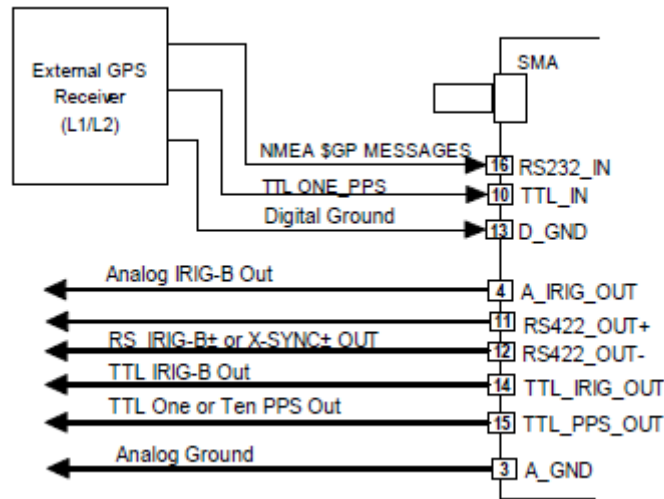 External GPS
Receiver
(L1/L2)
SMA
NMEA $GP MESSAGES
16 RS232_IN
TTL ONE_PPS
10 TTL_IN
Digital Ground
13 D_GND
Analog IRIG-B Out
4 A_IRIG_OUT
11 RS422_OUT+
RS IRIG-B± or X-SYNC± OUT
12 RS422_OUT-
TTL IRIG-B Out
14 TTL_IRIG_OUT
TTL One or Ten PPS Out
15 TTL_PPS_OUT
Analog Ground
3 A_GND